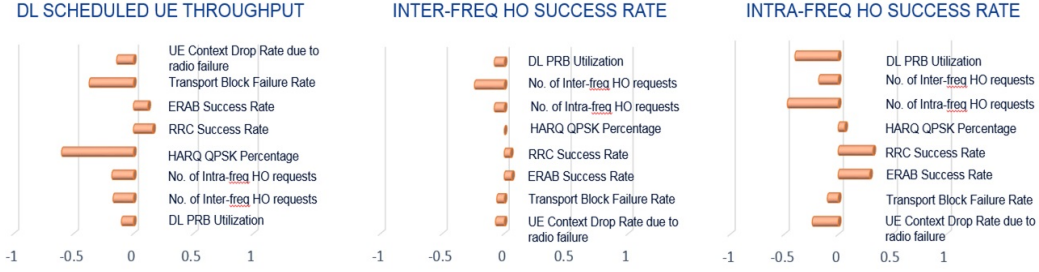 DL SCHEDULED UE THROUGHPUT
UE Context Drop Rate due to
radio failure
Transport Block Failure Rate
ERAB Success Rate
RRC Success Rate
HARQ QPSK Percentage
No. of Intra-freq HO requests
No. of Inter-freq HO requests
DL PRB Utilization
-1 -0.5 0 0.5 1
INTER-FREQ HO SUCCESS RATE
DL PRB Utilization
No. of Inter-freq HO requests
No. of Intra-freq HO requests
HARQ QPSK Percentage
RRC Success Rate
ERAB Success Rate
Transport Block Failure Rate
UE Context Drop Rate due to
radio failure
-1 -0.5 0 0.5 1
INTRA-FREQ HO SUCCESS RATE
DL PRB Utilization
No. of Inter-freq HO requests
No. of Intra-freq HO requests
HARQ QPSK Percentage
RRC Success Rate
ERAB Success Rate
Transport Block Failure Rate
UE Context Drop Rate due to
radio failure
-1 -0.5 0 0.5 1